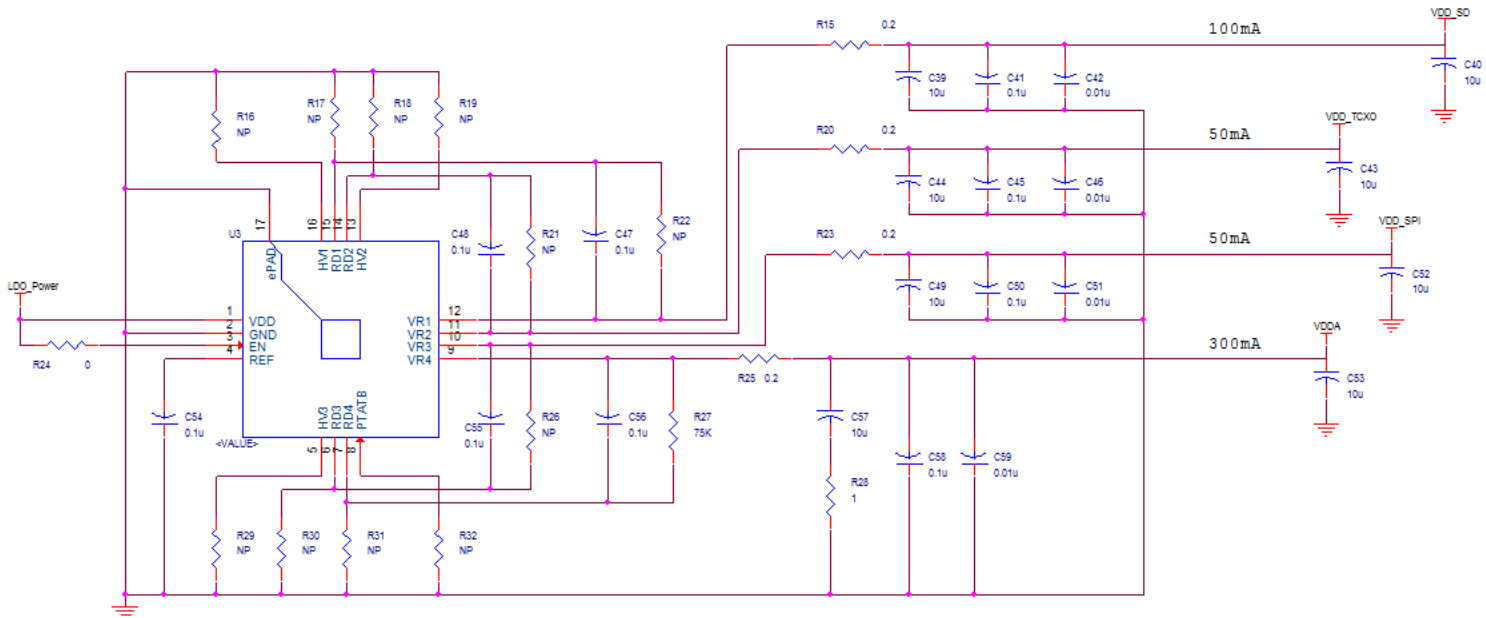 VDD_SD
R15 0.2
100mA
C40
10u
C39
10u
C41
0.1u
C42
0.01u
R16
NP
R17
NP
R18
NP
R19
NP
VDD_TCXO
R20 0.2
50mA
C43
10u
C44
10u
C45
0.1u
C46
0.01u
VDD_SPI
R23 0.2
50mA
C52
10u
C49
10u
C50
0.1u
C51
0.01u
C48
0.1u
R21
NP
C47
0.1u
R22
NP
U3
17
16
15
14
13
ePAD
HV1
RD1
RD2
HV2
LDO_Power
1 VDD
2 GND
3 EN
4 REF
VR1 12
VR2 11
VR3 10
VR4 9
R24 0
VDDA
300mA
R25 0.2
C53
10u
C54
0.1u
<VALUE>
HV3
RD3
RD4
PTATB
5
6
7
8
C55
0.1u
R26
NP
C56
0.1u
R27
75K
C57
10u
C58
0.1u
C59
0.01u
R28
1
R29
NP
R30
NP
R31
NP
R32
NP